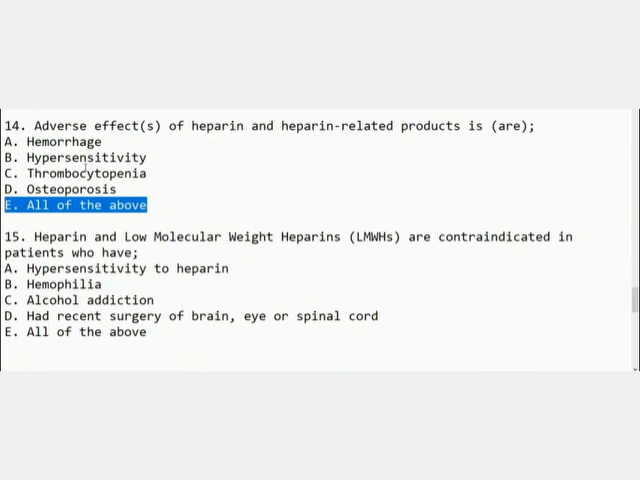 14. Adverse effect(s) of heparin and heparin-related products is (are);
A. Hemorrhage
B. Hypersensitivity
C. Thrombocytopenia
D. Osteoporosis
E. All of the above
15. Heparin and Low Molecular Weight Heparins (LMWHs) are contraindicated in
patients who have;
A. Hypersensitivity to heparin
B. Hemophilia
C. Alcohol addiction
D. Had recent surgery of brain, eye or spinal cord
E. All of the above